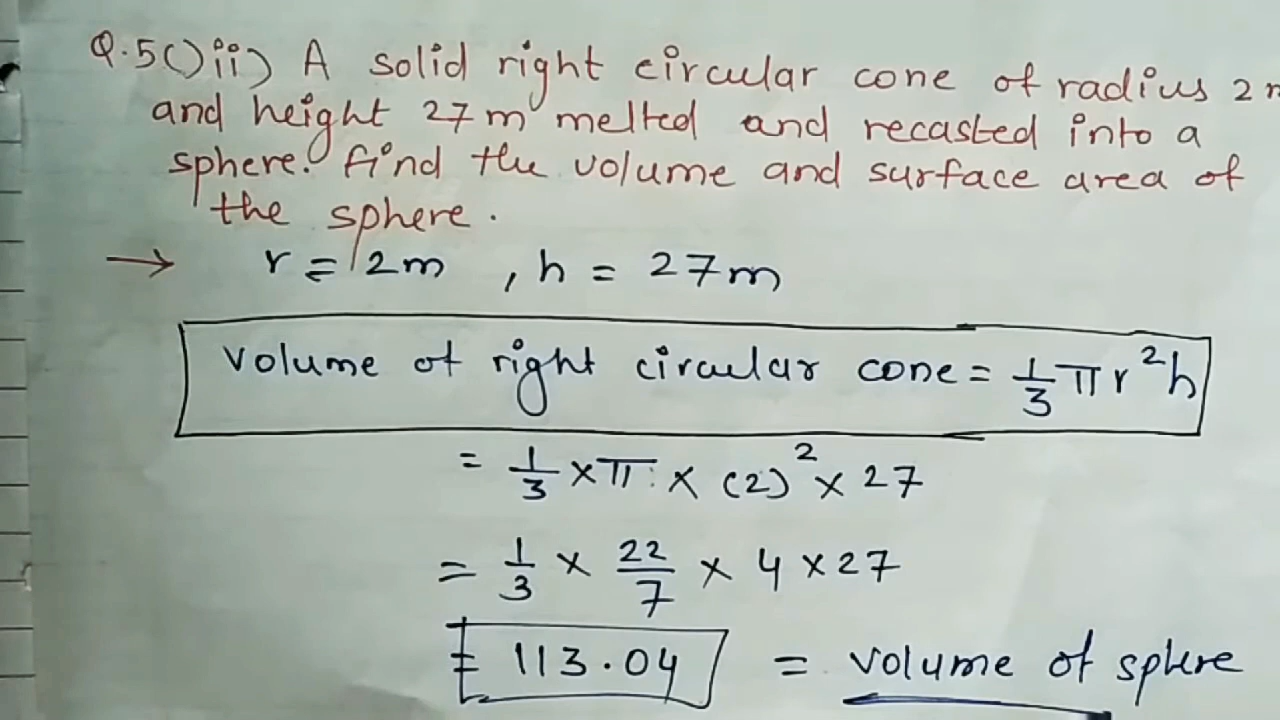 Q.5()ii) A solid right circular cone of radius 2
and height 27m melted and recasted into a
sphere. find the volume and surface area of
the sphere.
→ r = 2m , h = 27m
volume of right circular cone = 1/3 πr²h
= 1/3 × π × (2)² × 27
= 1/3 × 22/7 × 4 × 27
= 113.04 = volume of sphere